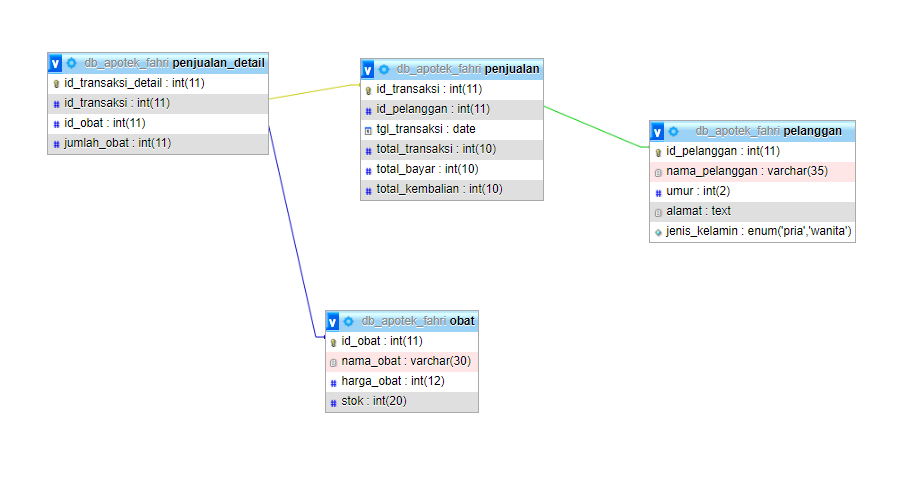 db_apotek_fahri penjualan_detail
id_transaksi_detail : int(11)
id_transaksi : int(11)
id_obat : int(11)
jumlah_obat : int(11)
db_apotek_fahri penjualan
id_transaksi : int(11)
id_pelanggan : int(11)
tgl_transaksi : date
total_transaksi : int(10)
total_bayar : int(10)
total_kembalian : int(10)
db_apotek_fahri pelanggan
id_pelanggan : int(11)
nama_pelanggan : varchar(35)
umur : int(2)
alamat : text
jenis_kelamin : enum('pria','wanita')
db_apotek_fahri obat
id_obat : int(11)
nama_obat : varchar(30)
harga_obat : int(12)
stok : int(20)